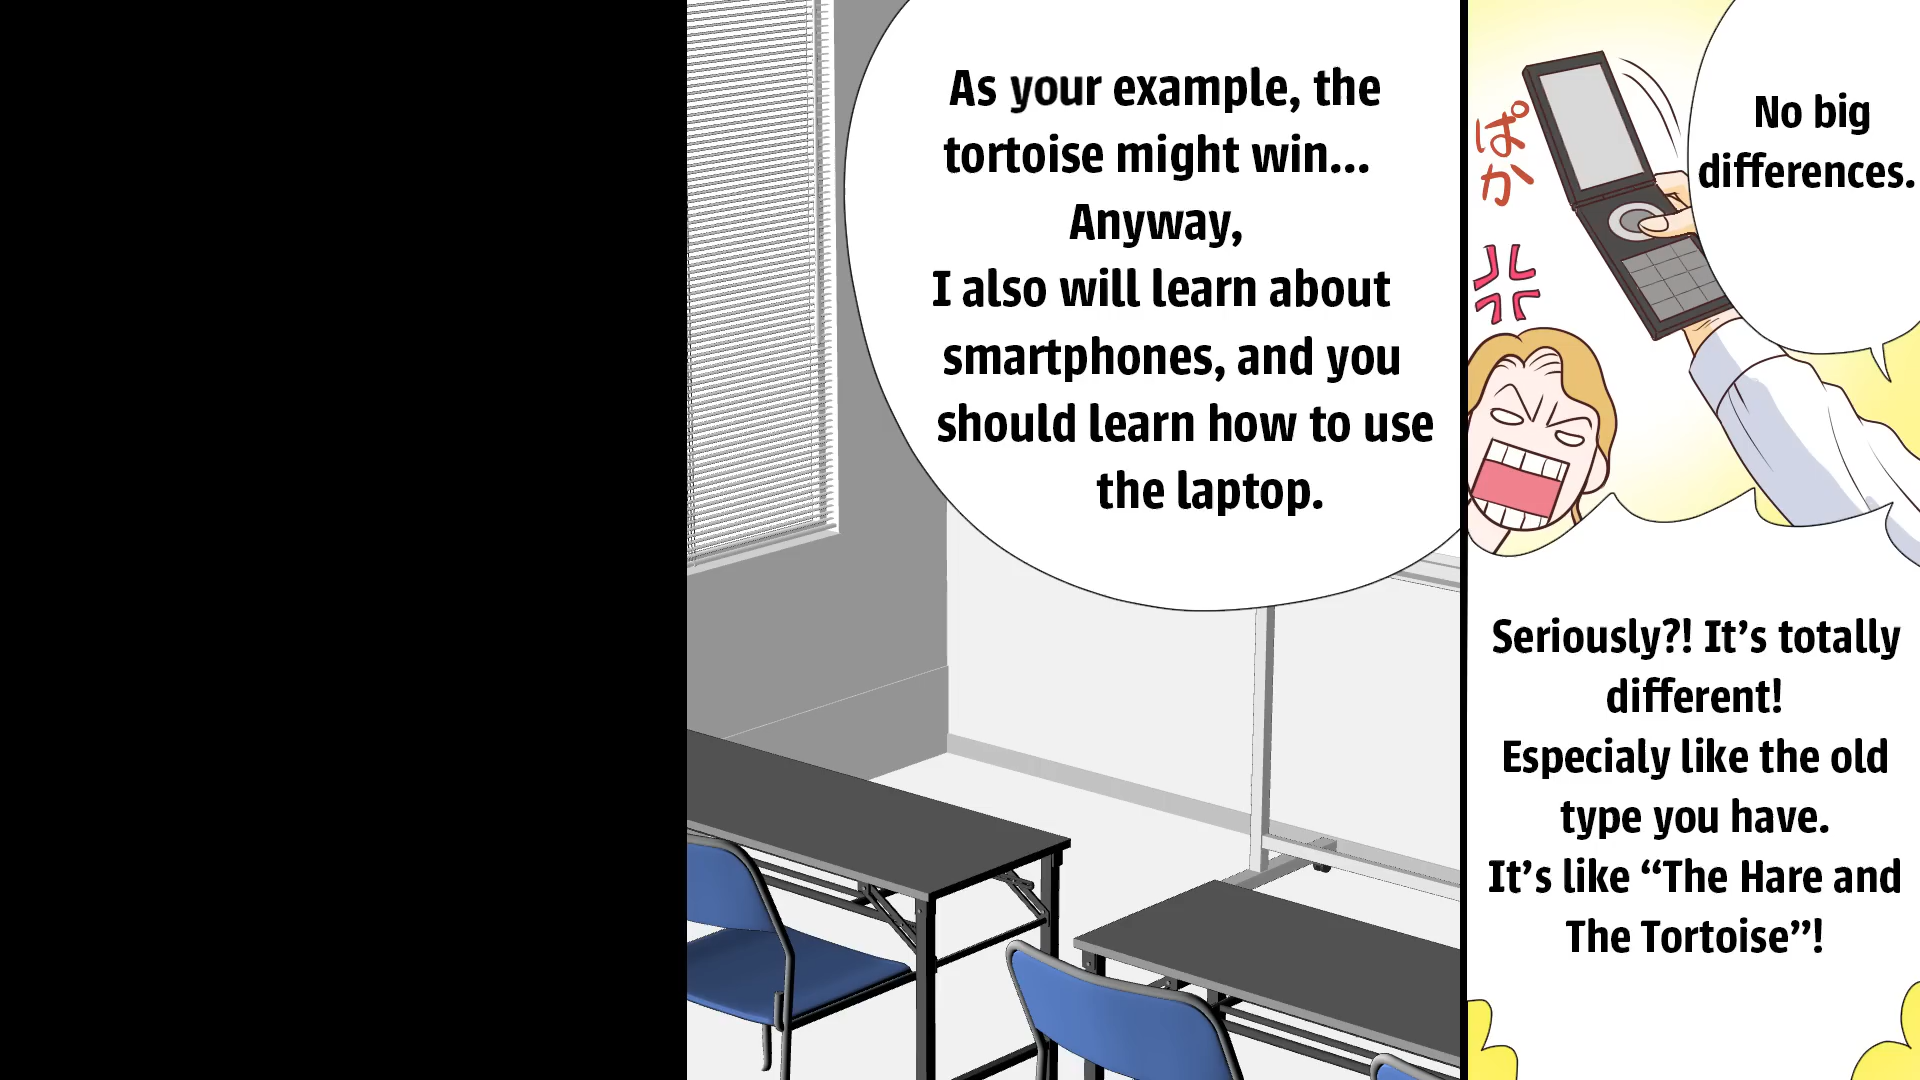 No big
differences.
ぱか
Seriously?! It’s totally
different!
Especialy like the old
type you have.
It’s like “The Hare and
The Tortoise”!
As your example, the
tortoise might win...
Anyway,
I also will learn about
smartphones, and you
should learn how to use
the laptop.